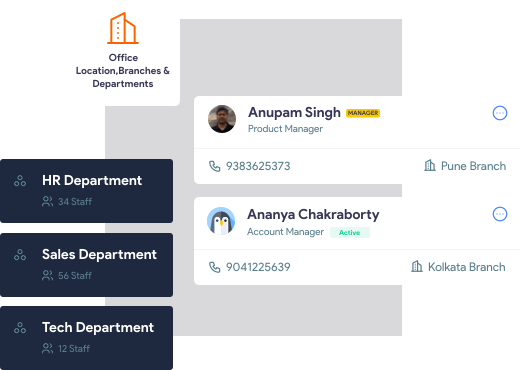 Office
Location,Branches &
Departments
Anupam Singh MANAGER
Product Manager
9383625373
Pune Branch
HR Department
34 Staff
Ananya Chakraborty
Account Manager Active
9041225639
Kolkata Branch
Sales Department
56 Staff
Tech Department
12 Staff